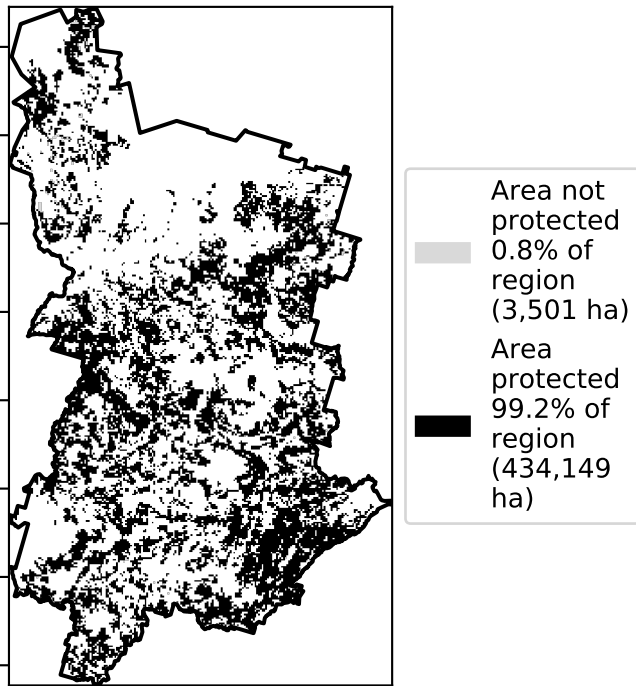 Area not
protected
0.8% of
region
(3,501 ha)
Area
protected
99.2% of
region
(434,149
ha)